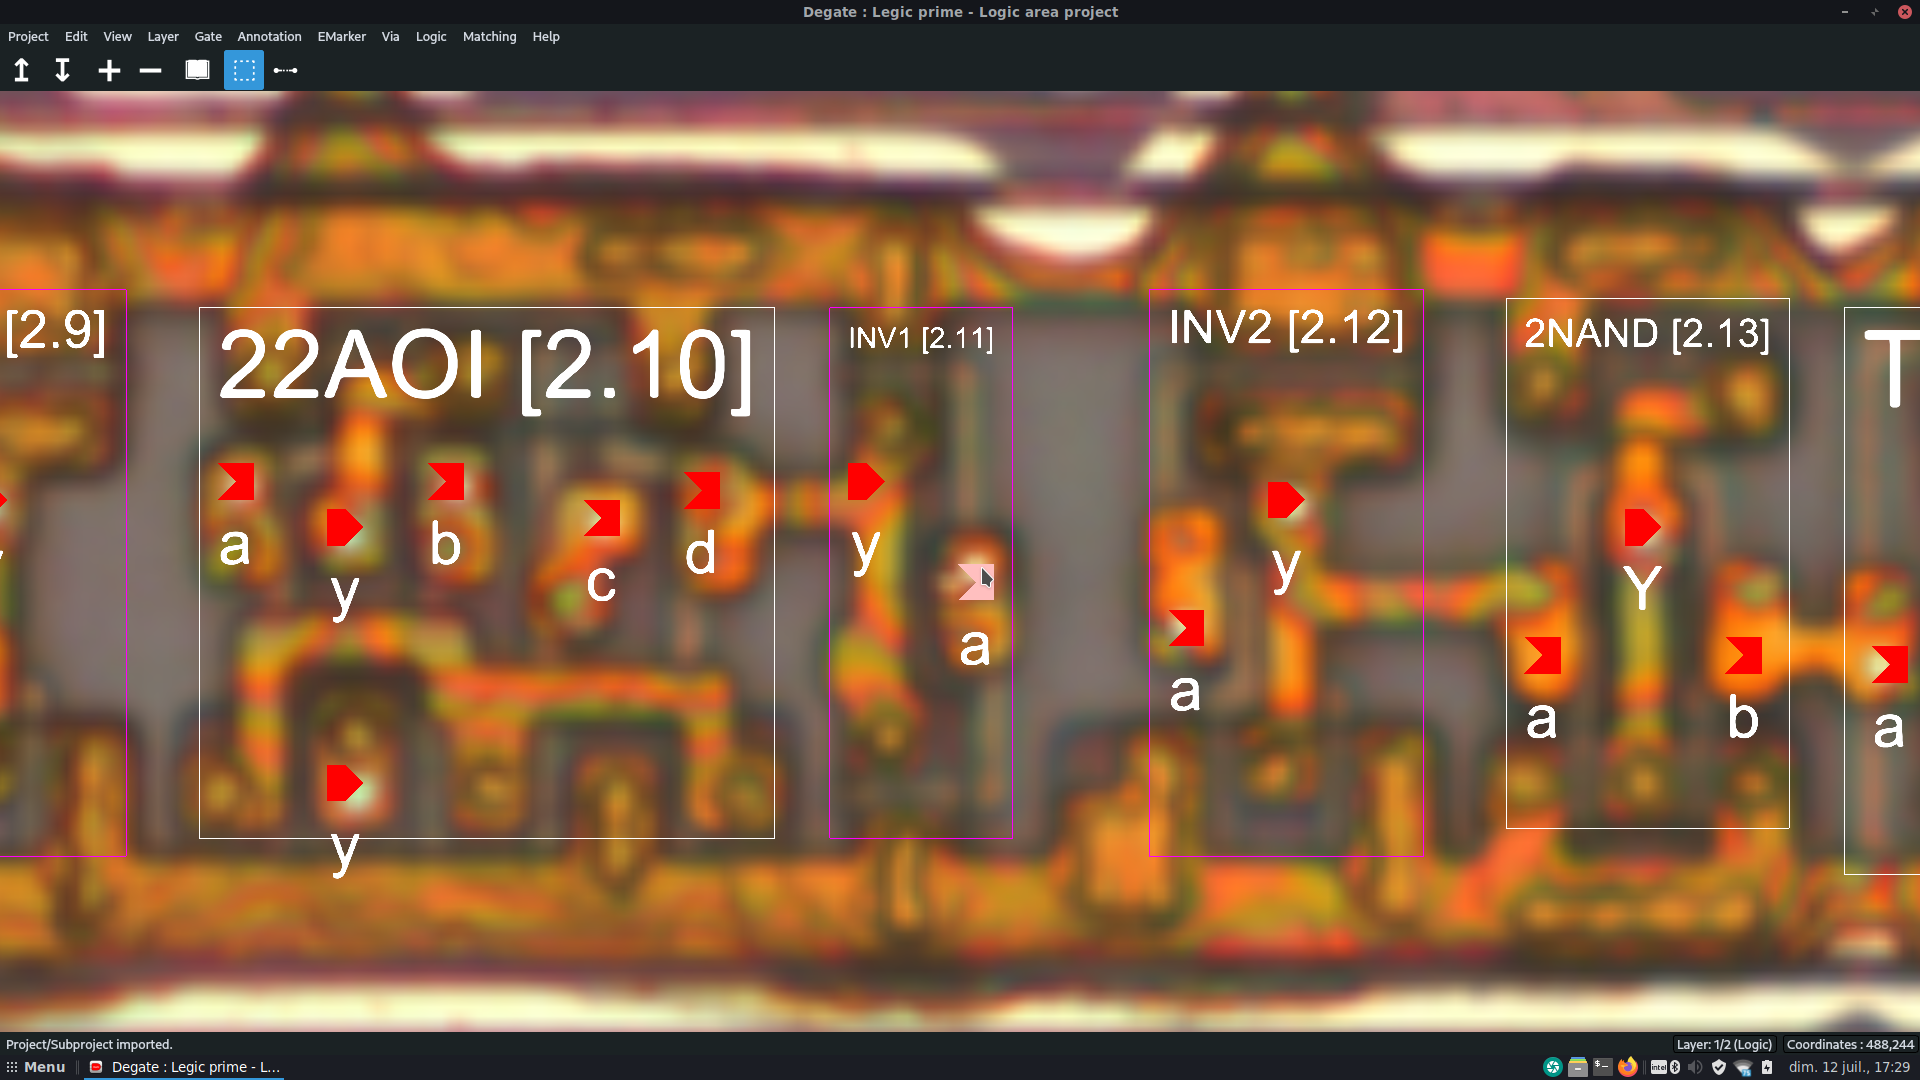 Degate : Legic prime - Logic area project
Project Edit View Layer Gate Annotation EMarker Via Logic Matching Help
[2.9]
22AOI [2.10]
INV1 [2.11]
INV2 [2.12]
2NAND [2.13]
T
a
y
b
c
d
y
y
a
y
a
Y
a
b
a
Project/Subproject imported.
Layer: 1/2 (Logic)
Coordinates : 488,244
Menu
Degate : Legic prime - L...
intel
dim. 12 juil., 17:29